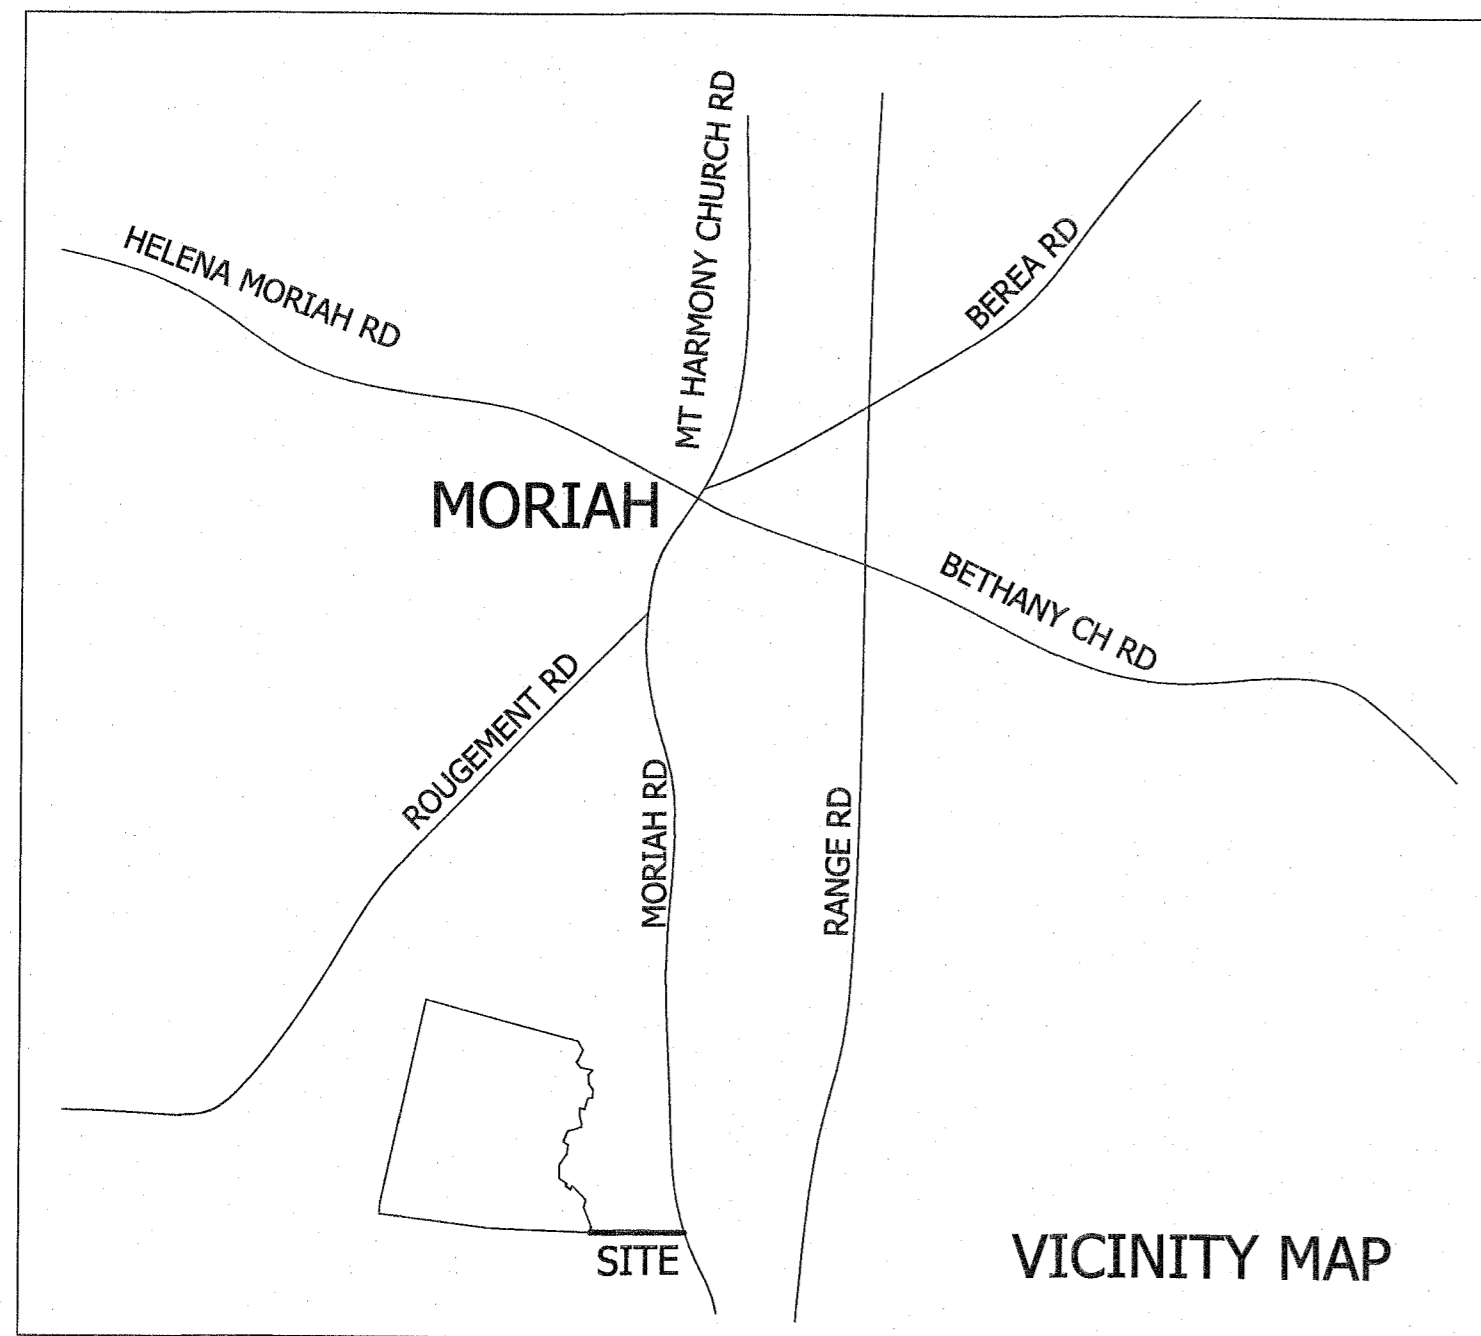 MT HARMONY CHURCH RD
HELENA MORIAH RD
BEREA RD
MORIAH
BETHANY CH RD
ROUGEMENT RD
MORIAH RD
RANGE RD
SITE
VICINITY MAP